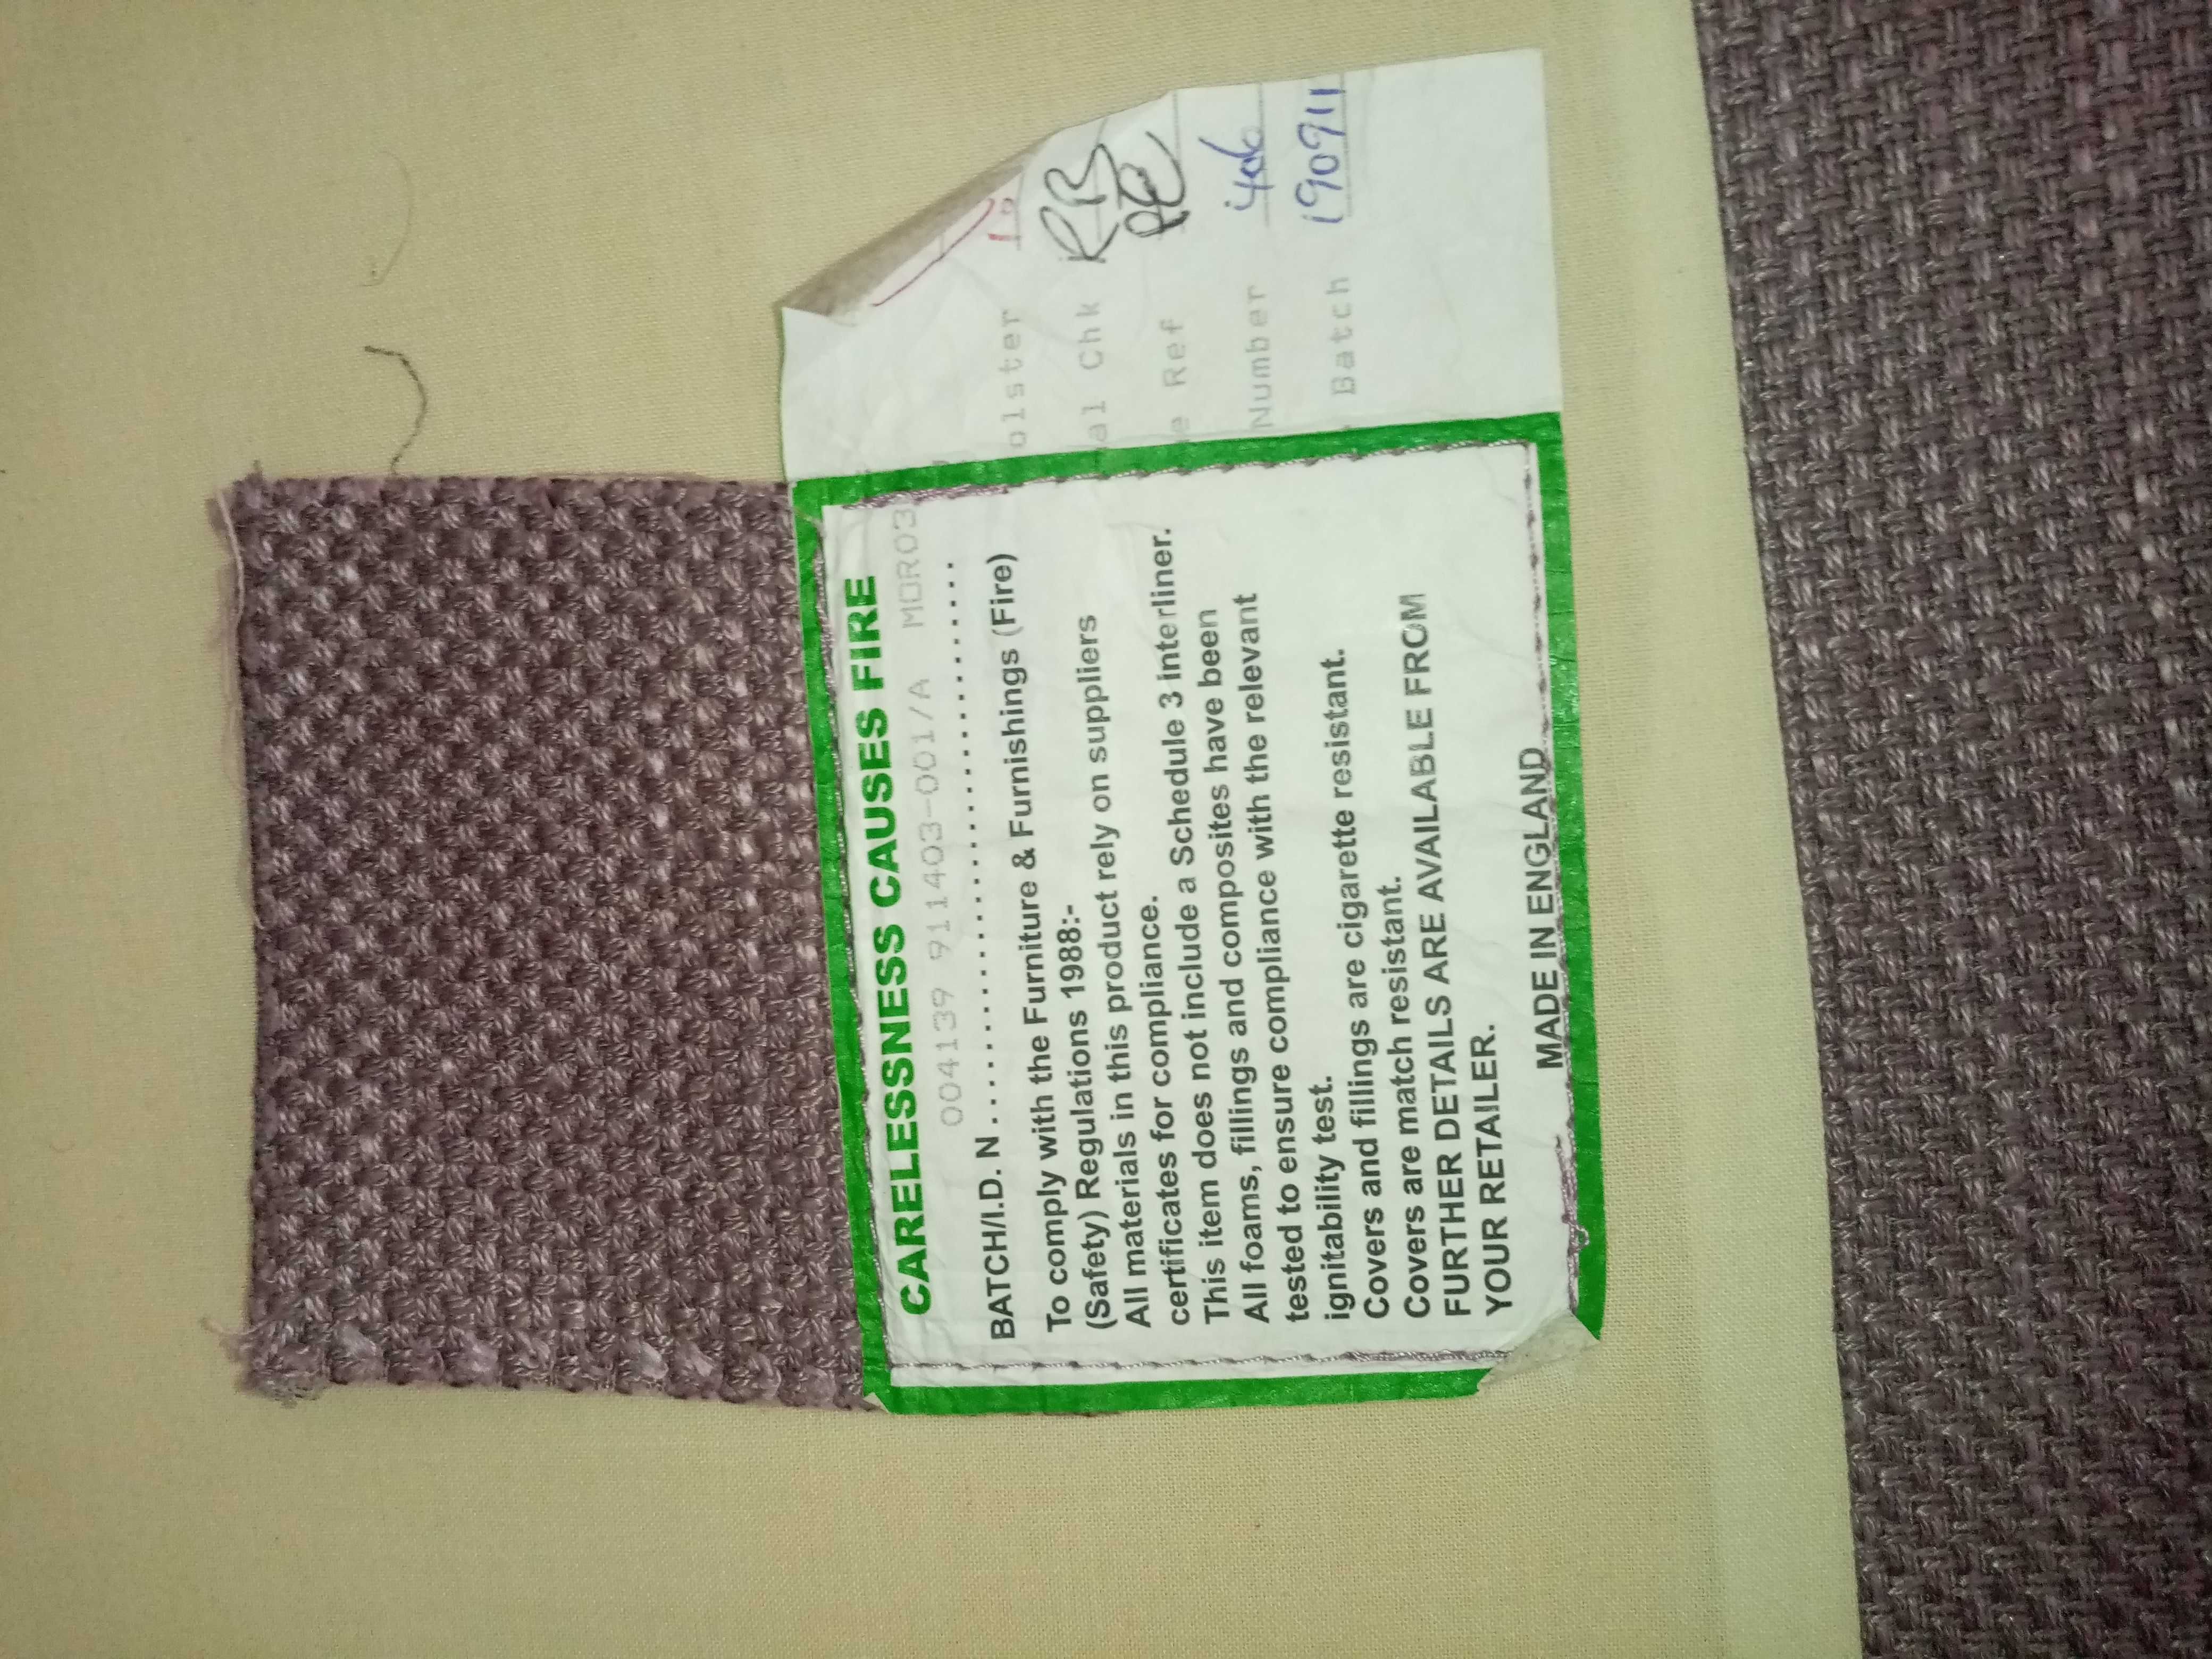 CARELESSNESS CAUSES FIRE
004139 911403-001/A MOR03
BATCH/I.D. N
To comply with the Furniture & Furnishings (Fire)
(Safety) Regulations 1988:-
All materials in this product rely on suppliers
certificates for compliance.
This item does not include a Schedule 3 interliner.
All foams, fillings and composites have been
tested to ensure compliance with the relevant
ignitability test.
Covers and fillings are cigarette resistant.
Covers are match resistant.
FURTHER DETAILS ARE AVAILABLE FROM
YOUR RETAILER.
MADE IN ENGLAND
olster
al Chk
e Ref
Number
Batch 190911